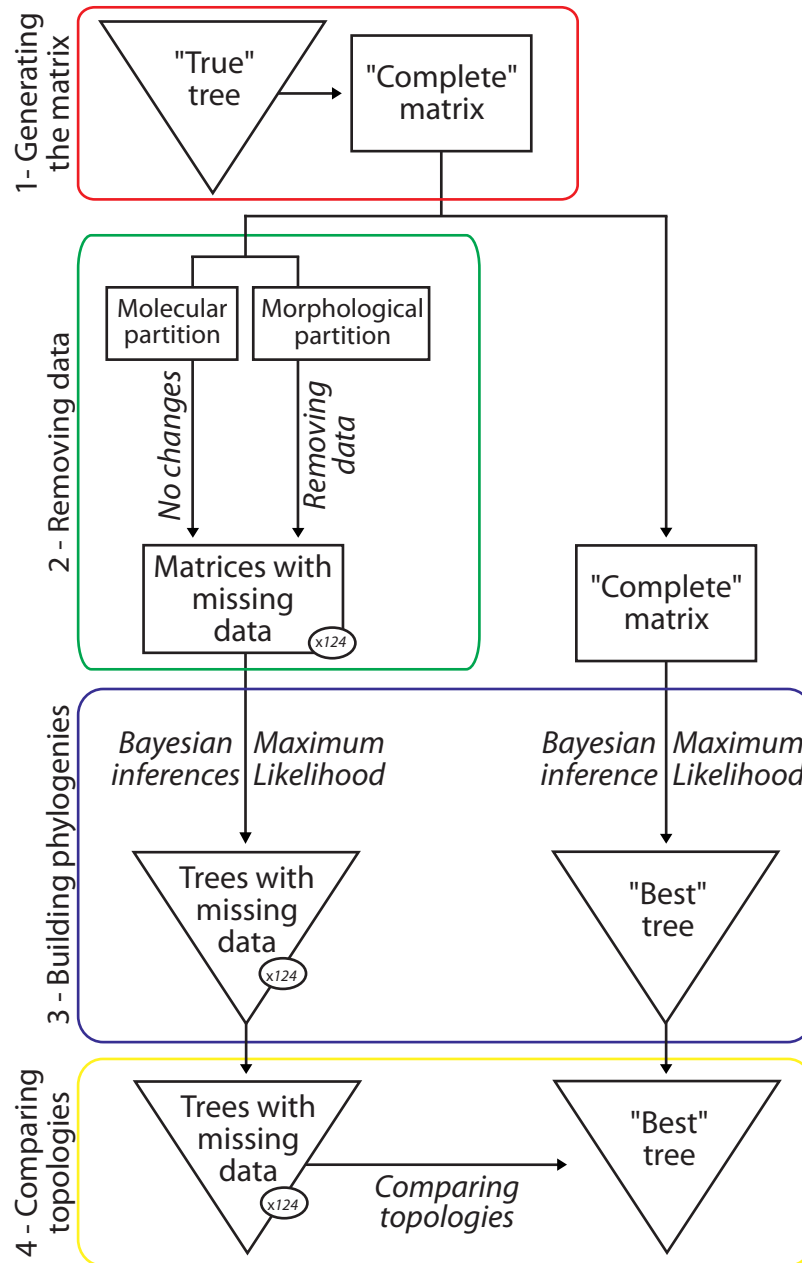 1- Generating
the matrix
"True"
tree
"Complete"
matrix
2 - Removing data
Molecular
partition
Morphological
partition
No changes
Removing
data
Matrices with
missing
data
x124
"Complete"
matrix
3 - Building phylogenies
Bayesian
inferences
Maximum
Likelihood
Bayesian
inference
Maximum
Likelihood
Trees with
missing
data
x124
"Best"
tree
4 - Comparing
topologies
Trees with
missing
data
x124
Comparing
topologies
"Best"
tree